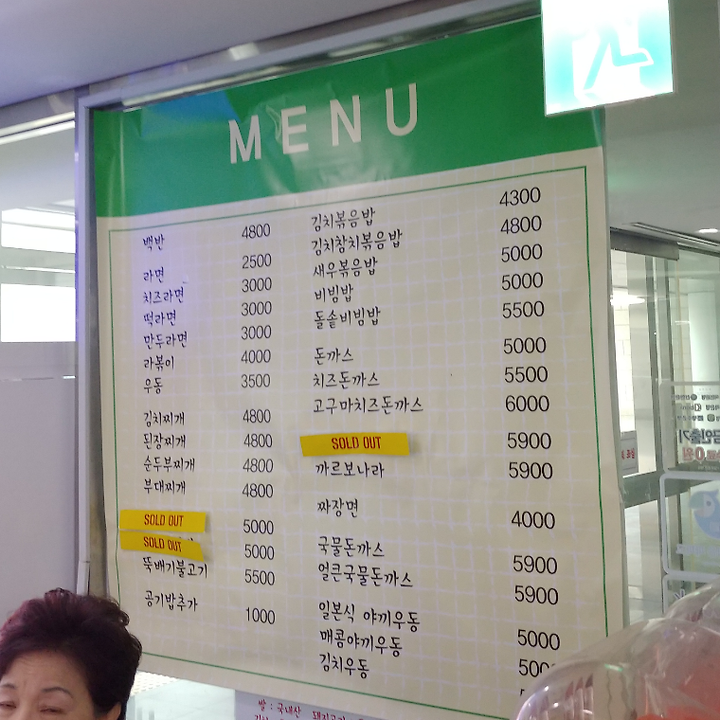 MENU
백반 4800
라면 2500
치즈라면 3000
떡라면 3000
만두라면 3000
라볶이 4000
우동 3500
김치찌개 4800
된장찌개 4800
순두부찌개 4800
부대찌개 4800
SOLD OUT 5000
SOLD OUT 5000
뚝배기불고기 5500
공기밥추가 1000
김치볶음밥 4300
김치참치볶음밥 4800
새우볶음밥 5000
비빔밥 5000
돌솥비빔밥 5500
돈까스 5000
치즈돈까스 5500
고구마치즈돈까스 6000
SOLD OUT 5900
까르보나라 5900
짜장면 4000
국물돈까스 5900
얼큰국물돈까스 5900
일본식 야끼우동 5000
매콤야끼우동
김치우동
쌀 : 국내산